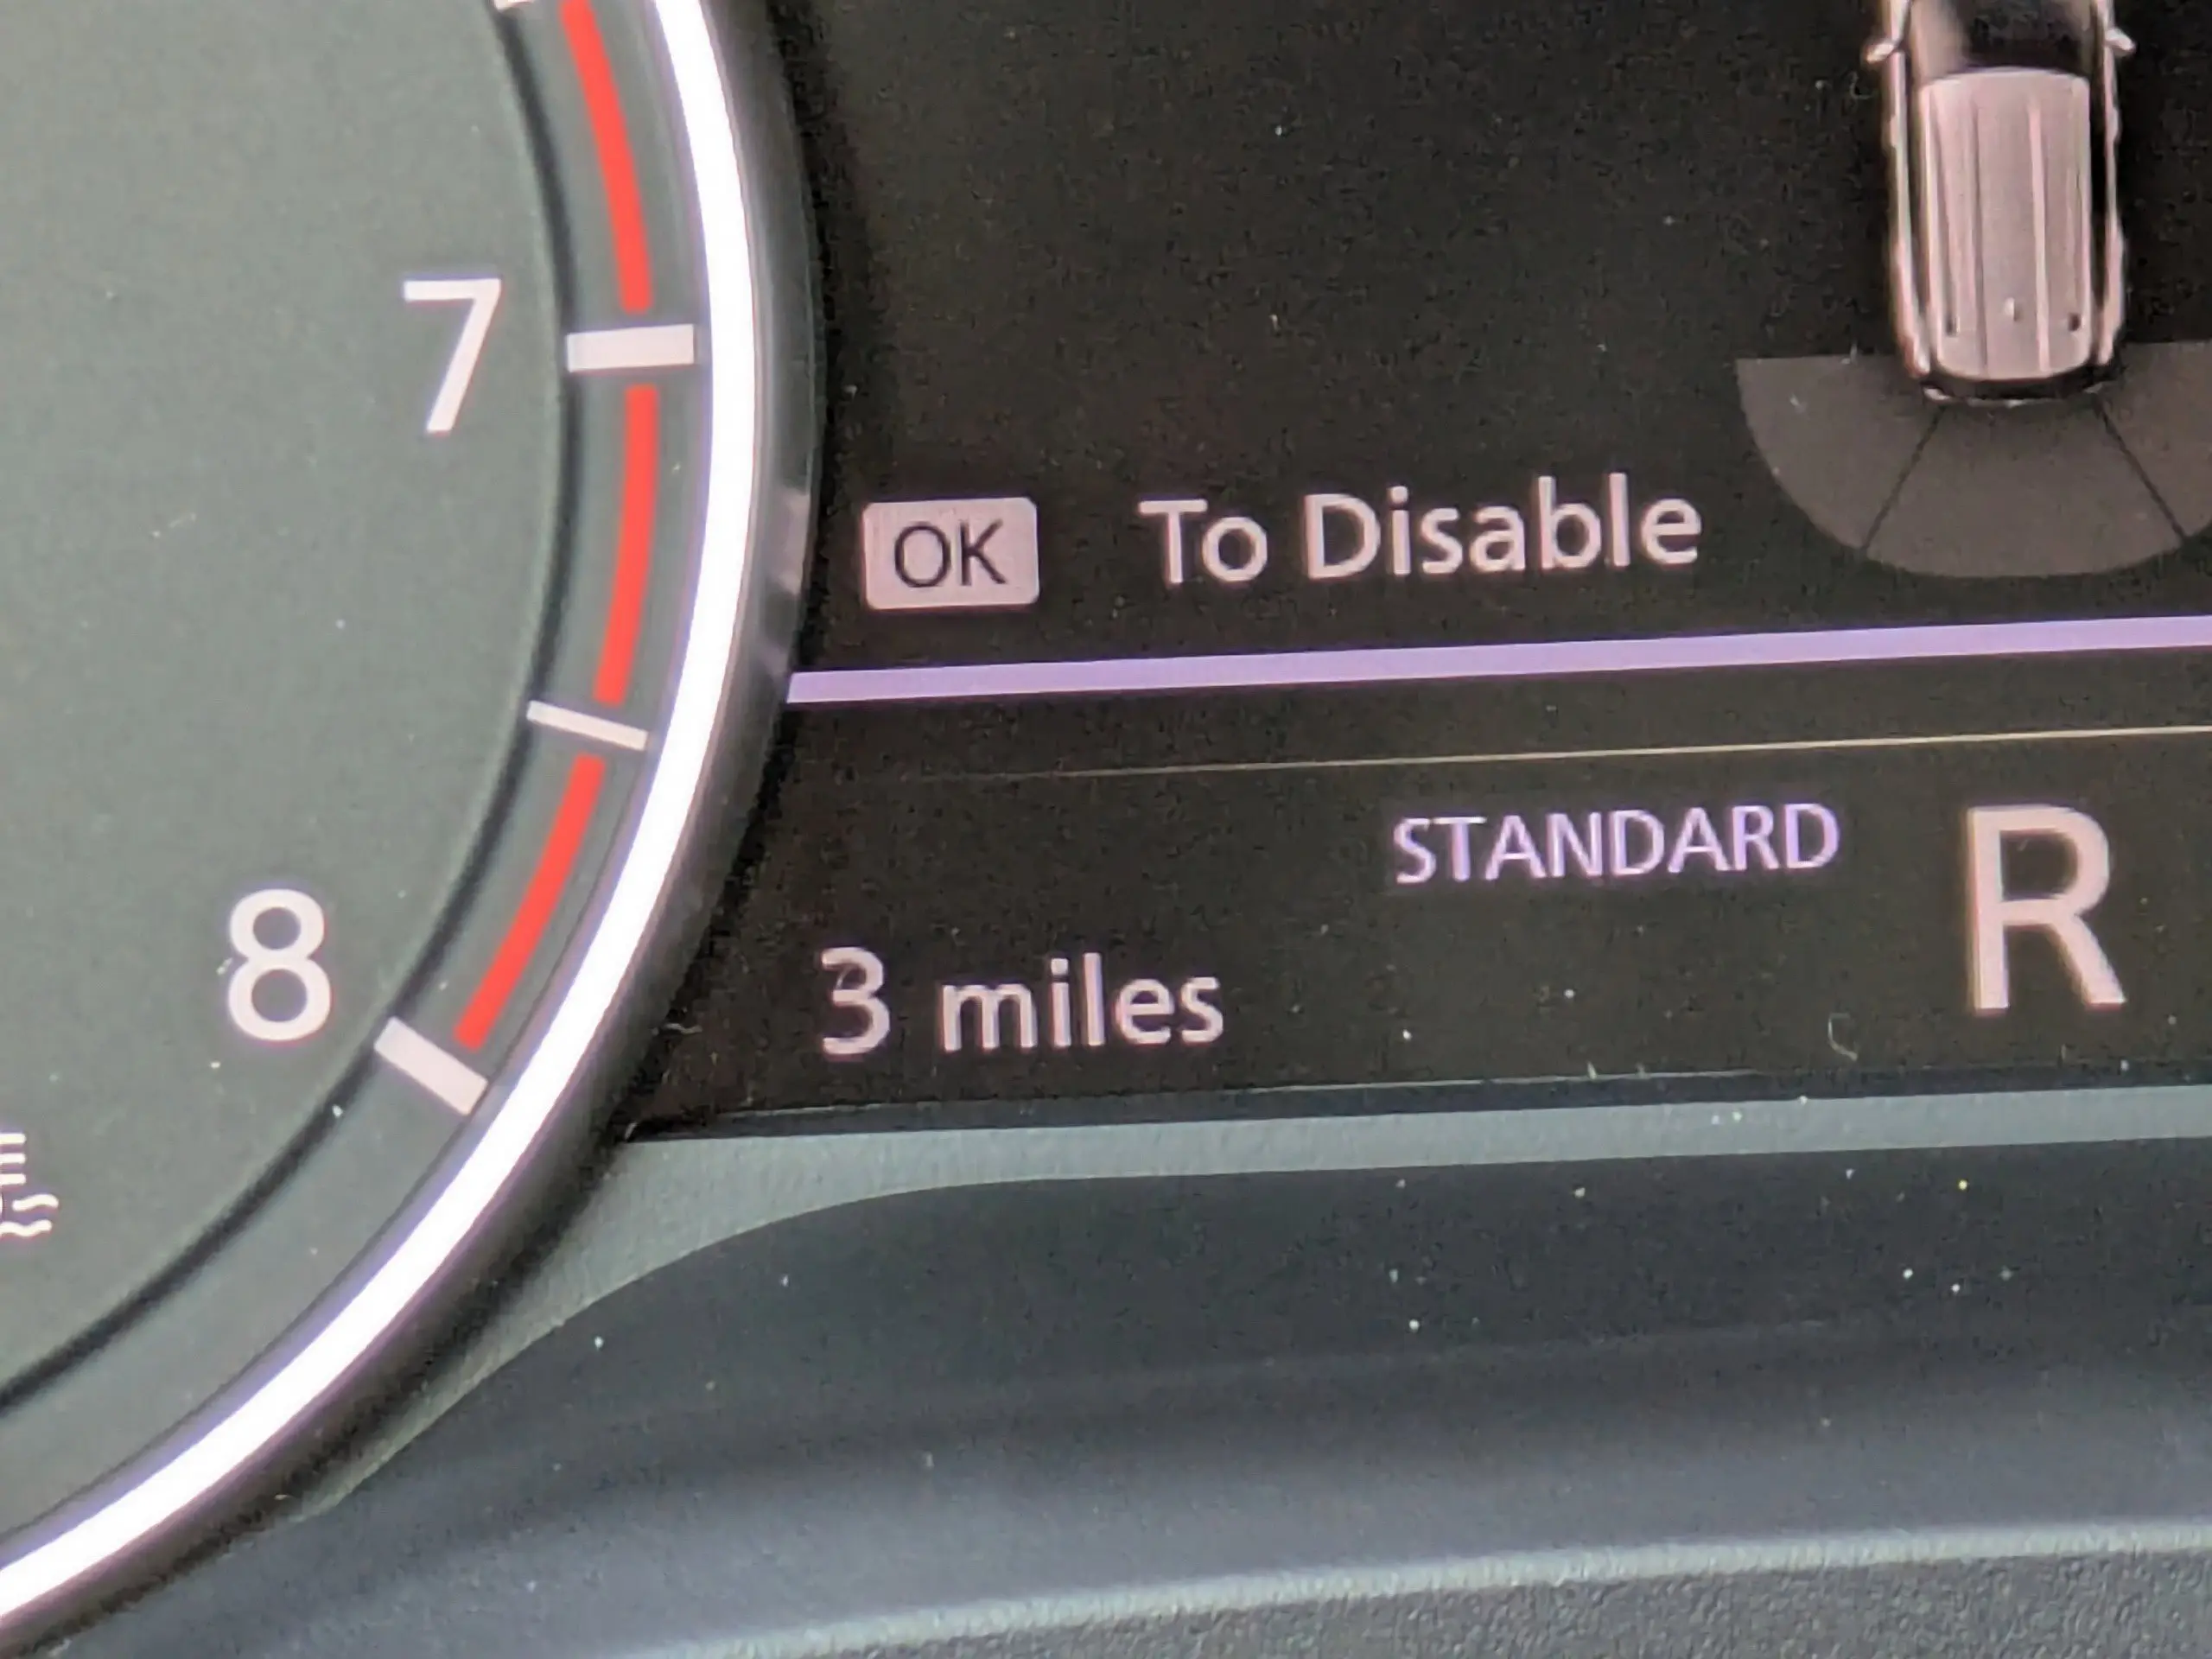 7
OK To Disable
STANDARD R
8
3 miles